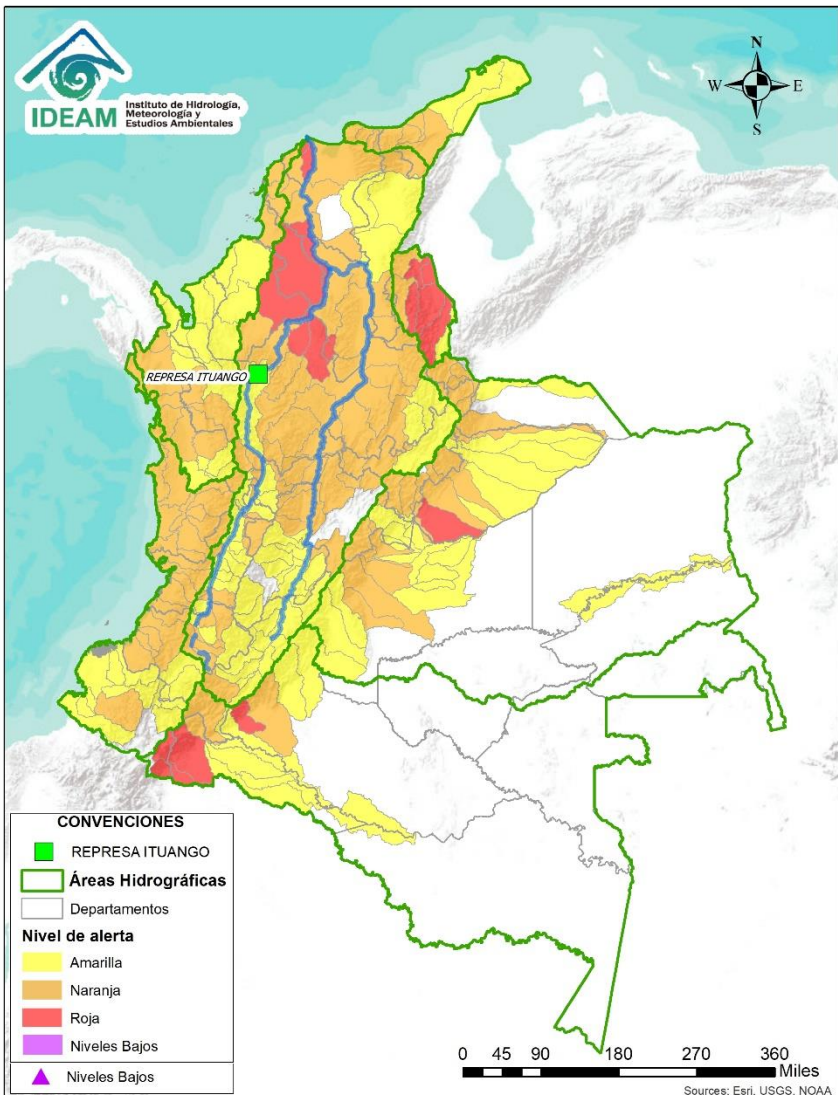 IDEAM
Instituto de Hidrología,
Meteorología y
Estudios Ambientales
N
W
E
S
REPRESA ITUANGO
CONVENCIONES
REPRESA ITUANGO
Áreas Hidrográficas
Departamentos
Nivel de alerta
Amarilla
Naranja
Roja
Niveles Bajos
Niveles Bajos
0 45 90 180 270 360
Miles
Sources: Esri, USGS, NOAA